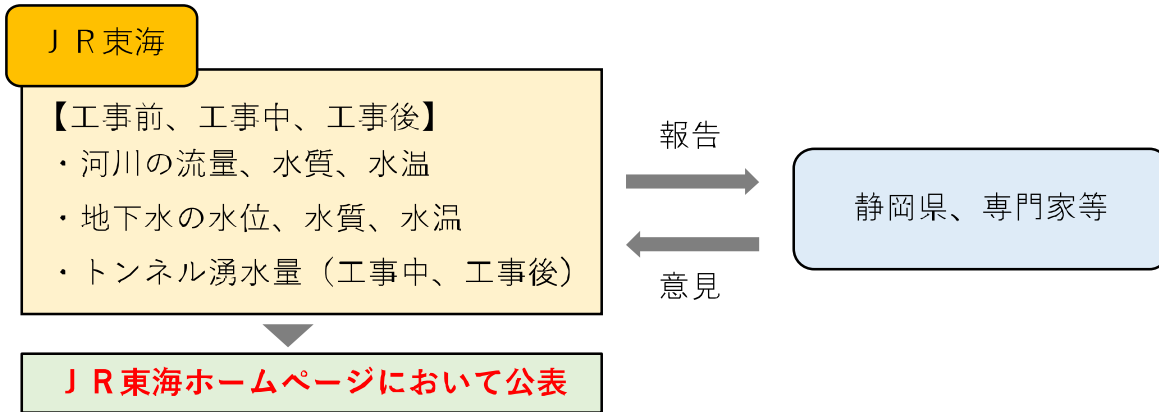 ＪＲ東海
【工事前、工事中、工事後】
・河川の流量、水質、水温
・地下水の水位、水質、水温
・トンネル湧水量（工事中、工事後）
報告
意見
静岡県、専門家等
ＪＲ東海ホームページにおいて公表